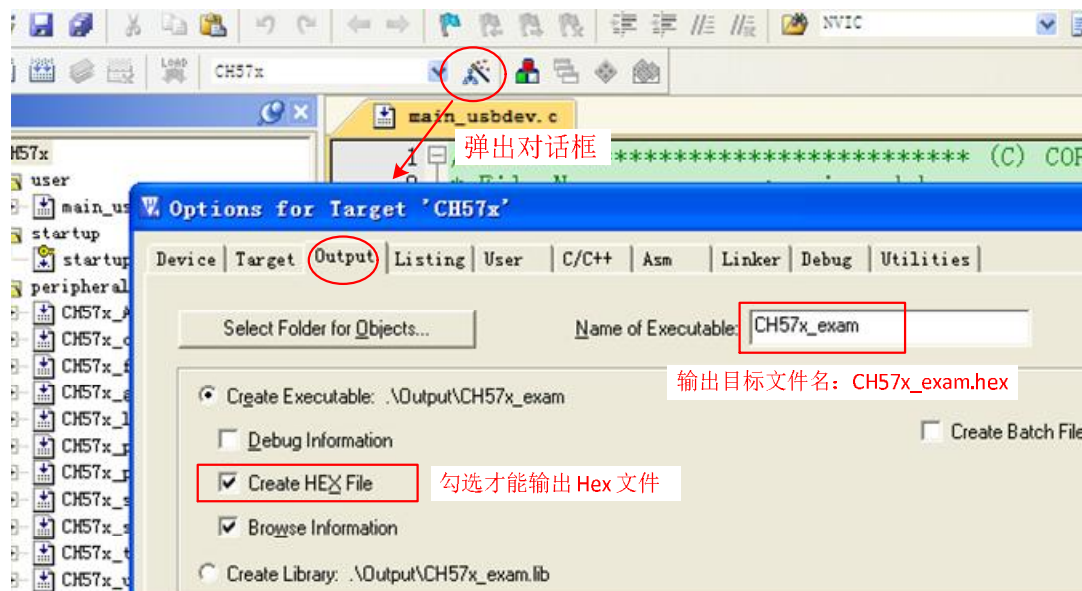 NVIC
LOAD
CH57x
main_usbdev.c
H57x
1
弹出对话框
************************* (C)
user
main_us
startup
startup
peripheral
CH57x_
CH57x_
CH57x_
CH57x_
CH57x_
CH57x_
CH57x_
CH57x_
CH57x_
CH57x_
CH57x_
Options for Target 'CH57x'
Device Target Output Listing User C/C++ Asm Linker Debug Utilities
Select Folder for Objects...
Name of Executable: CH57x_exam
输出目标文件名：CH57x_exam.hex
Create Executable: .\Output\CH57x_exam
Debug Information
Create Batch File
Create HEX File
勾选才能输出 Hex 文件
Browse Information
Create Library: .\Output\CH57x_exam.lib